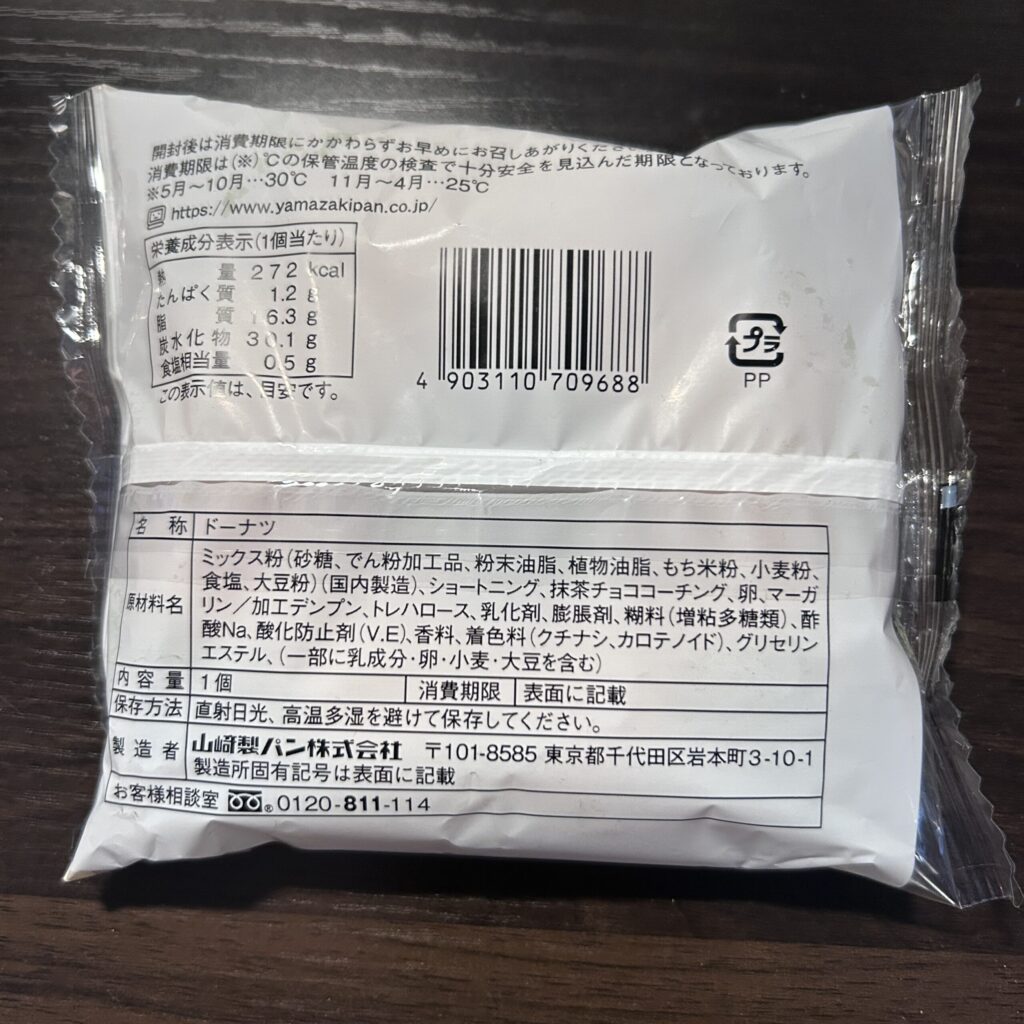 開封後は消費期限にかかわらずお早めにお召しあがりください
消費期限は(※)℃の保管温度の検査で十分安全を見込んだ期限となっております。
※5月～10月…30℃ 11月～4月…25℃
https://www.yamazakipan.co.jp/
栄養成分表示(1個当たり)
熱量 272 kcal
たんぱく質 1.2 g
脂質 16.3 g
炭水化物 30.1 g
食塩相当量 0.5 g
この表示値は、目安です。
4 903110 709688
プラ
PP
名称 ドーナツ
原材料名 ミックス粉(砂糖、でん粉加工品、粉末油脂、植物油脂、もち米粉、小麦粉、
食塩、大豆粉)(国内製造)、ショートニング、抹茶チョココーチング、卵、マーガ
リン／加工デンプン、トレハロース、乳化剤、膨脹剤、糊料(増粘多糖類)、酢
酸Na、酸化防止剤(V.E)、香料、着色料(クチナシ、カロテノイド)、グリセリン
エステル、(一部に乳成分・卵・小麦・大豆を含む)
内容量 1個 消費期限 表面に記載
保存方法 直射日光、高温多湿を避けて保存してください。
製造者 山崎製パン株式会社 〒101-8585 東京都千代田区岩本町3-10-1
製造所固有記号は表面に記載
お客様相談室 ® 0120-811-114